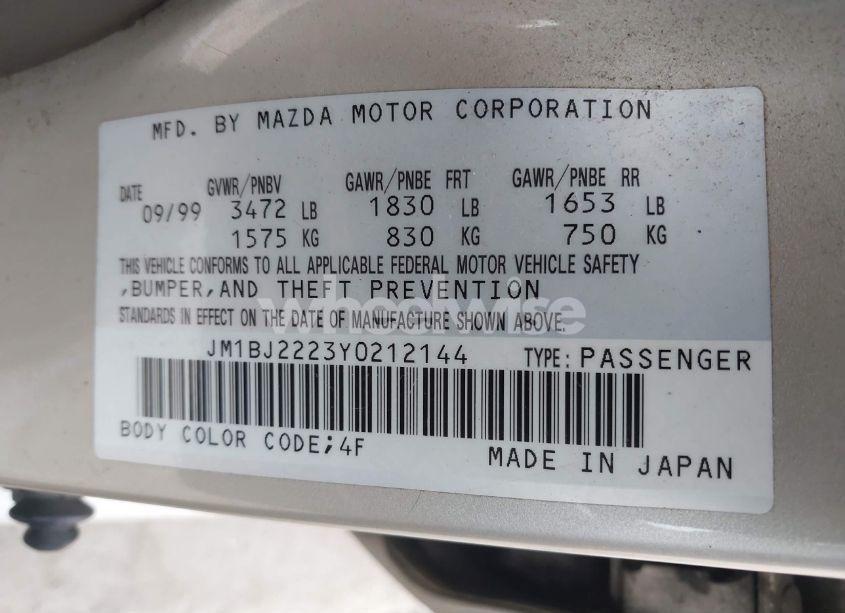 MFD. BY MAZDA MOTOR CORPORATION
DATE GVWR/PNBV GAWR/PNBE FRT GAWR/PNBE RR
09/99 3472 LB 1830 LB 1653 LB
1575 KG 830 KG 750 KG
THIS VEHICLE CONFORMS TO ALL APPLICABLE FEDERAL MOTOR VEHICLE SAFETY
,BUMPER,AND THEFT PREVENTION
wheelwise
STANDARDS IN EFFECT ON THE DATE OF MANUFACTURE SHOWN ABOVE.
JM1BJ2223Y0212144 TYPE: PASSENGER
BODY COLOR CODE;4F
MADE IN JAPAN